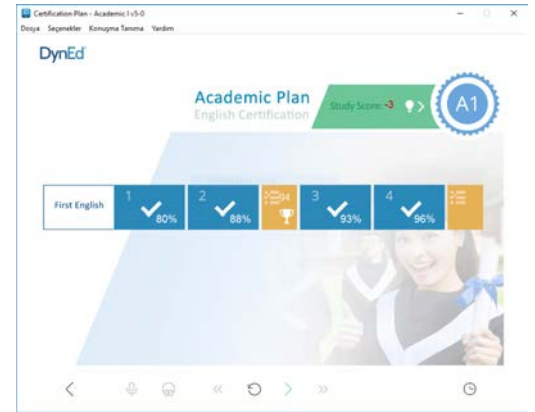 Certification Plan - Academic I v5-0
Dosya Seçenekler Konuşma Tanıma Yardım
DynEd
Academic Plan
English Certification
Study Score: -3
A1
First English
1
80%
2
88%
94
3
93%
4
96%